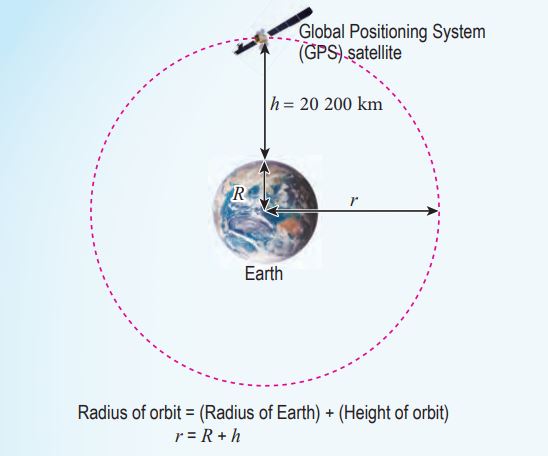 Global Positioning System
(GPS) satellite
h = 20 200 km
R
r
Earth
Radius of orbit = (Radius of Earth) + (Height of orbit)
r = R + h